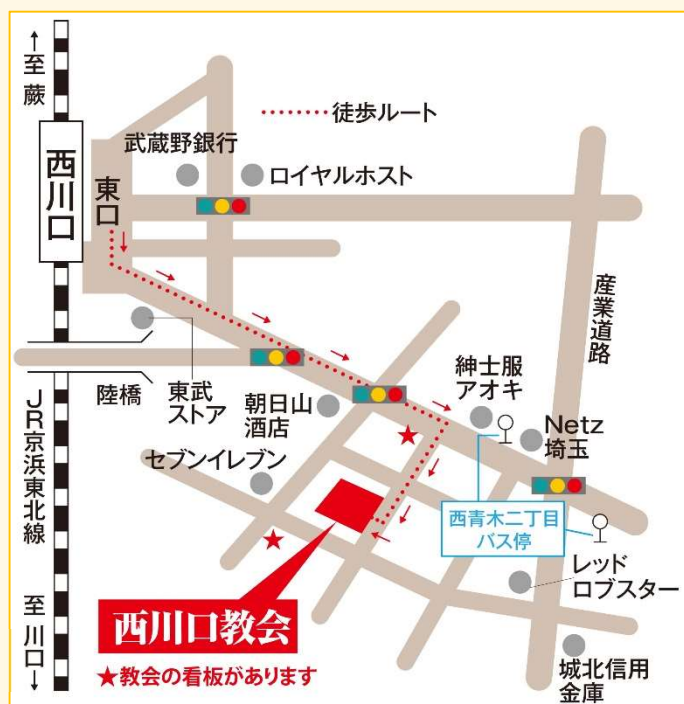 ↑至
蕨
西川口
東口
徒歩ルート
武蔵野銀行
ロイヤルホスト
産業道路
陸橋
東武
ストア
朝日山
酒店
紳士服
アオキ
Netz
埼玉
セブンイレブン
西青木二丁目
バス停
レッド
ロブスター
JR京浜東北線
至川口↓
西川口教会
★教会の看板があります
城北信用
金庫